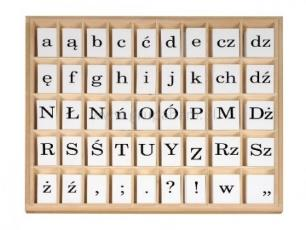 a ą b c ć d e cz dz
ę f g h i j k ch dź
N Ł N ń O Ó P M Dż
R S Ś T U Y Z Rz Sz
ż ź , ; . ? ! w „